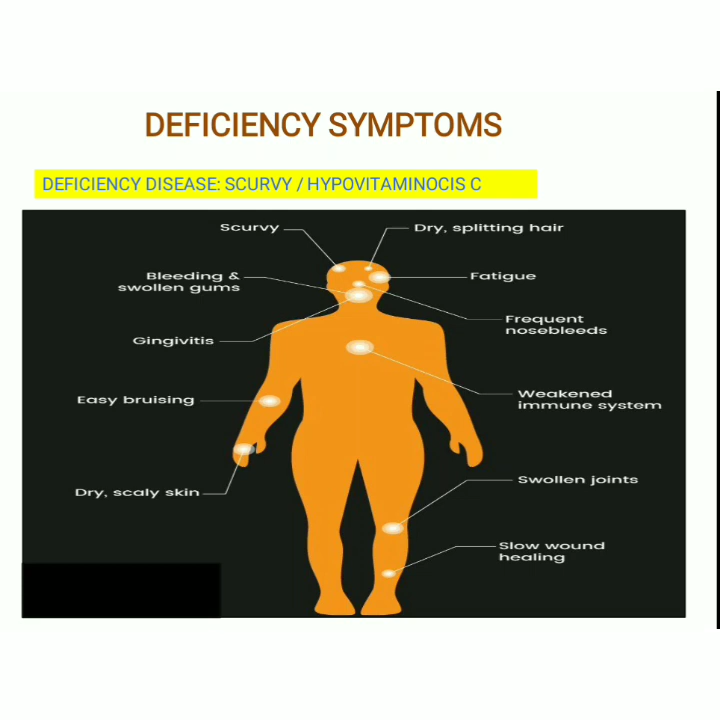 DEFICIENCY SYMPTOMS
DEFICIENCY DISEASE: SCURVY / HYPOVITAMINOCIS C
Scurvy
Dry, splitting hair
Bleeding &
swollen gums
Fatigue
Frequent
nosebleeds
Gingivitis
Easy bruising
Weakened
immune system
Dry, scaly skin
Swollen joints
Slow wound
healing